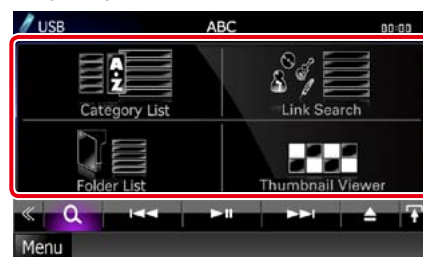 USB ABC 00:00
A-Z
Category List Link Search
Folder List Thumbnail Viewer
Menu